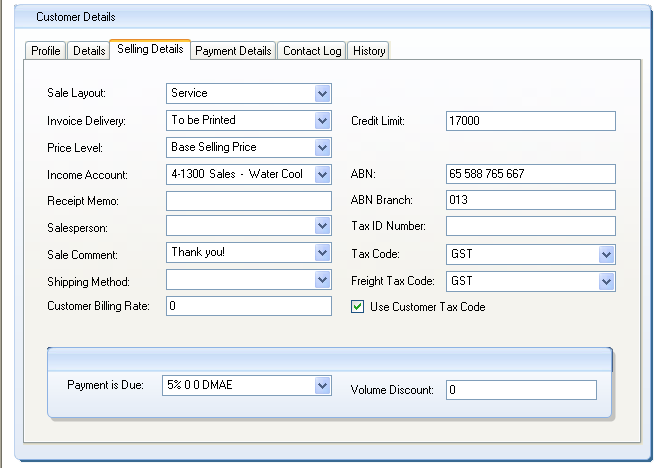 Customer Details
Profile Details Selling Details Payment Details Contact Log History
Sale Layout: Service
Invoice Delivery: To be Printed Credit Limit: 17000
Price Level: Base Selling Price
Income Account: 4-1300 Sales - Water Cool ABN: 65 588 765 667
Receipt Memo: ABN Branch: 013
Salesperson: Tax ID Number:
Sale Comment: Thank you! Tax Code: GST
Shipping Method: Freight Tax Code: GST
Customer Billing Rate: 0 Use Customer Tax Code
Payment is Due: 5% 0 0 DMAE Volume Discount: 0